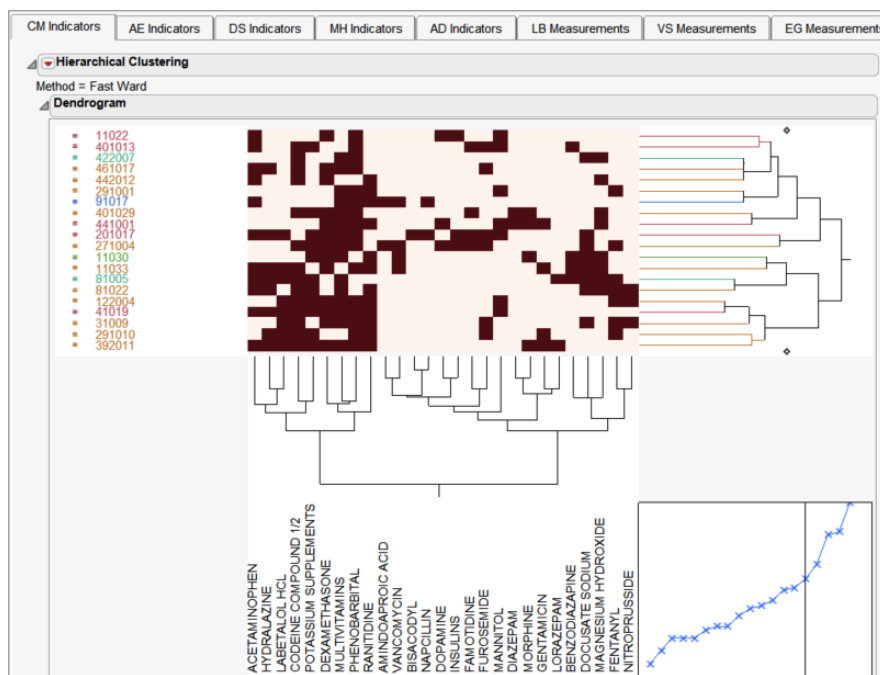 CM Indicators
AE Indicators
DS Indicators
MH Indicators
AD Indicators
LB Measurements
VS Measurements
EG Measurements
Hierarchical Clustering
Method = Fast Ward
Dendrogram
11022
401013
422007
461017
442012
291001
91017
401029
441001
201017
271004
11030
11033
81005
81022
122004
41019
31009
291010
392011
ACETAMINOPHEN
HYDRALAZINE
LABETALOL HCL
CODEINE COMPOUND 1/2
POTASSIUM SUPPLEMENTS
DEXAMETHASONE
MULTIVITAMINS
PHENOBARBITAL
RANITIDINE
AMINDOAPROIC ACID
VANCOMYCIN
BISACODYL
NAPCILLIN
DOPAMINE
INSULINS
FAMOTIDINE
FUROSEMIDE
MANNITOL
DIAZEPAM
MORPHINE
GENTAMICIN
LORAZEPAM
BENZODIAZAPINE
DOCUSATE SODIUM
MAGNESIUM HYDROXIDE
FENTANYL
NITROPRUSSIDE